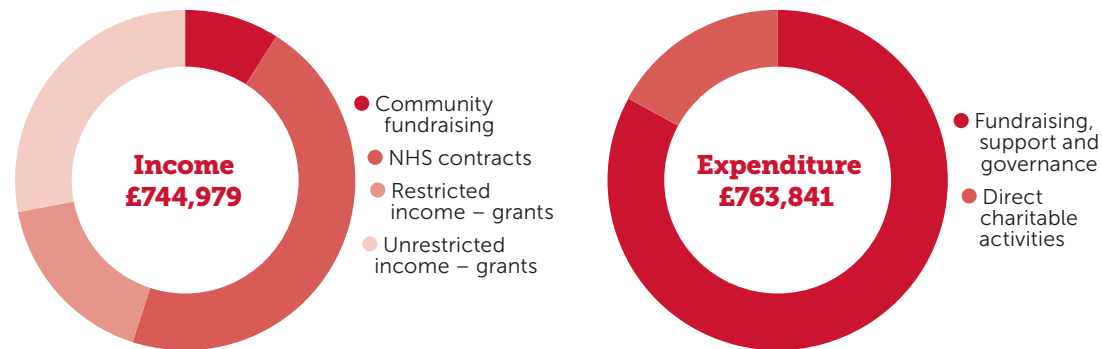 Income
£744,979
Community
fundraising
NHS contracts
Restricted
income – grants
Unrestricted
income – grants
Expenditure
£763,841
Fundraising,
support and
governance
Direct
charitable
activities